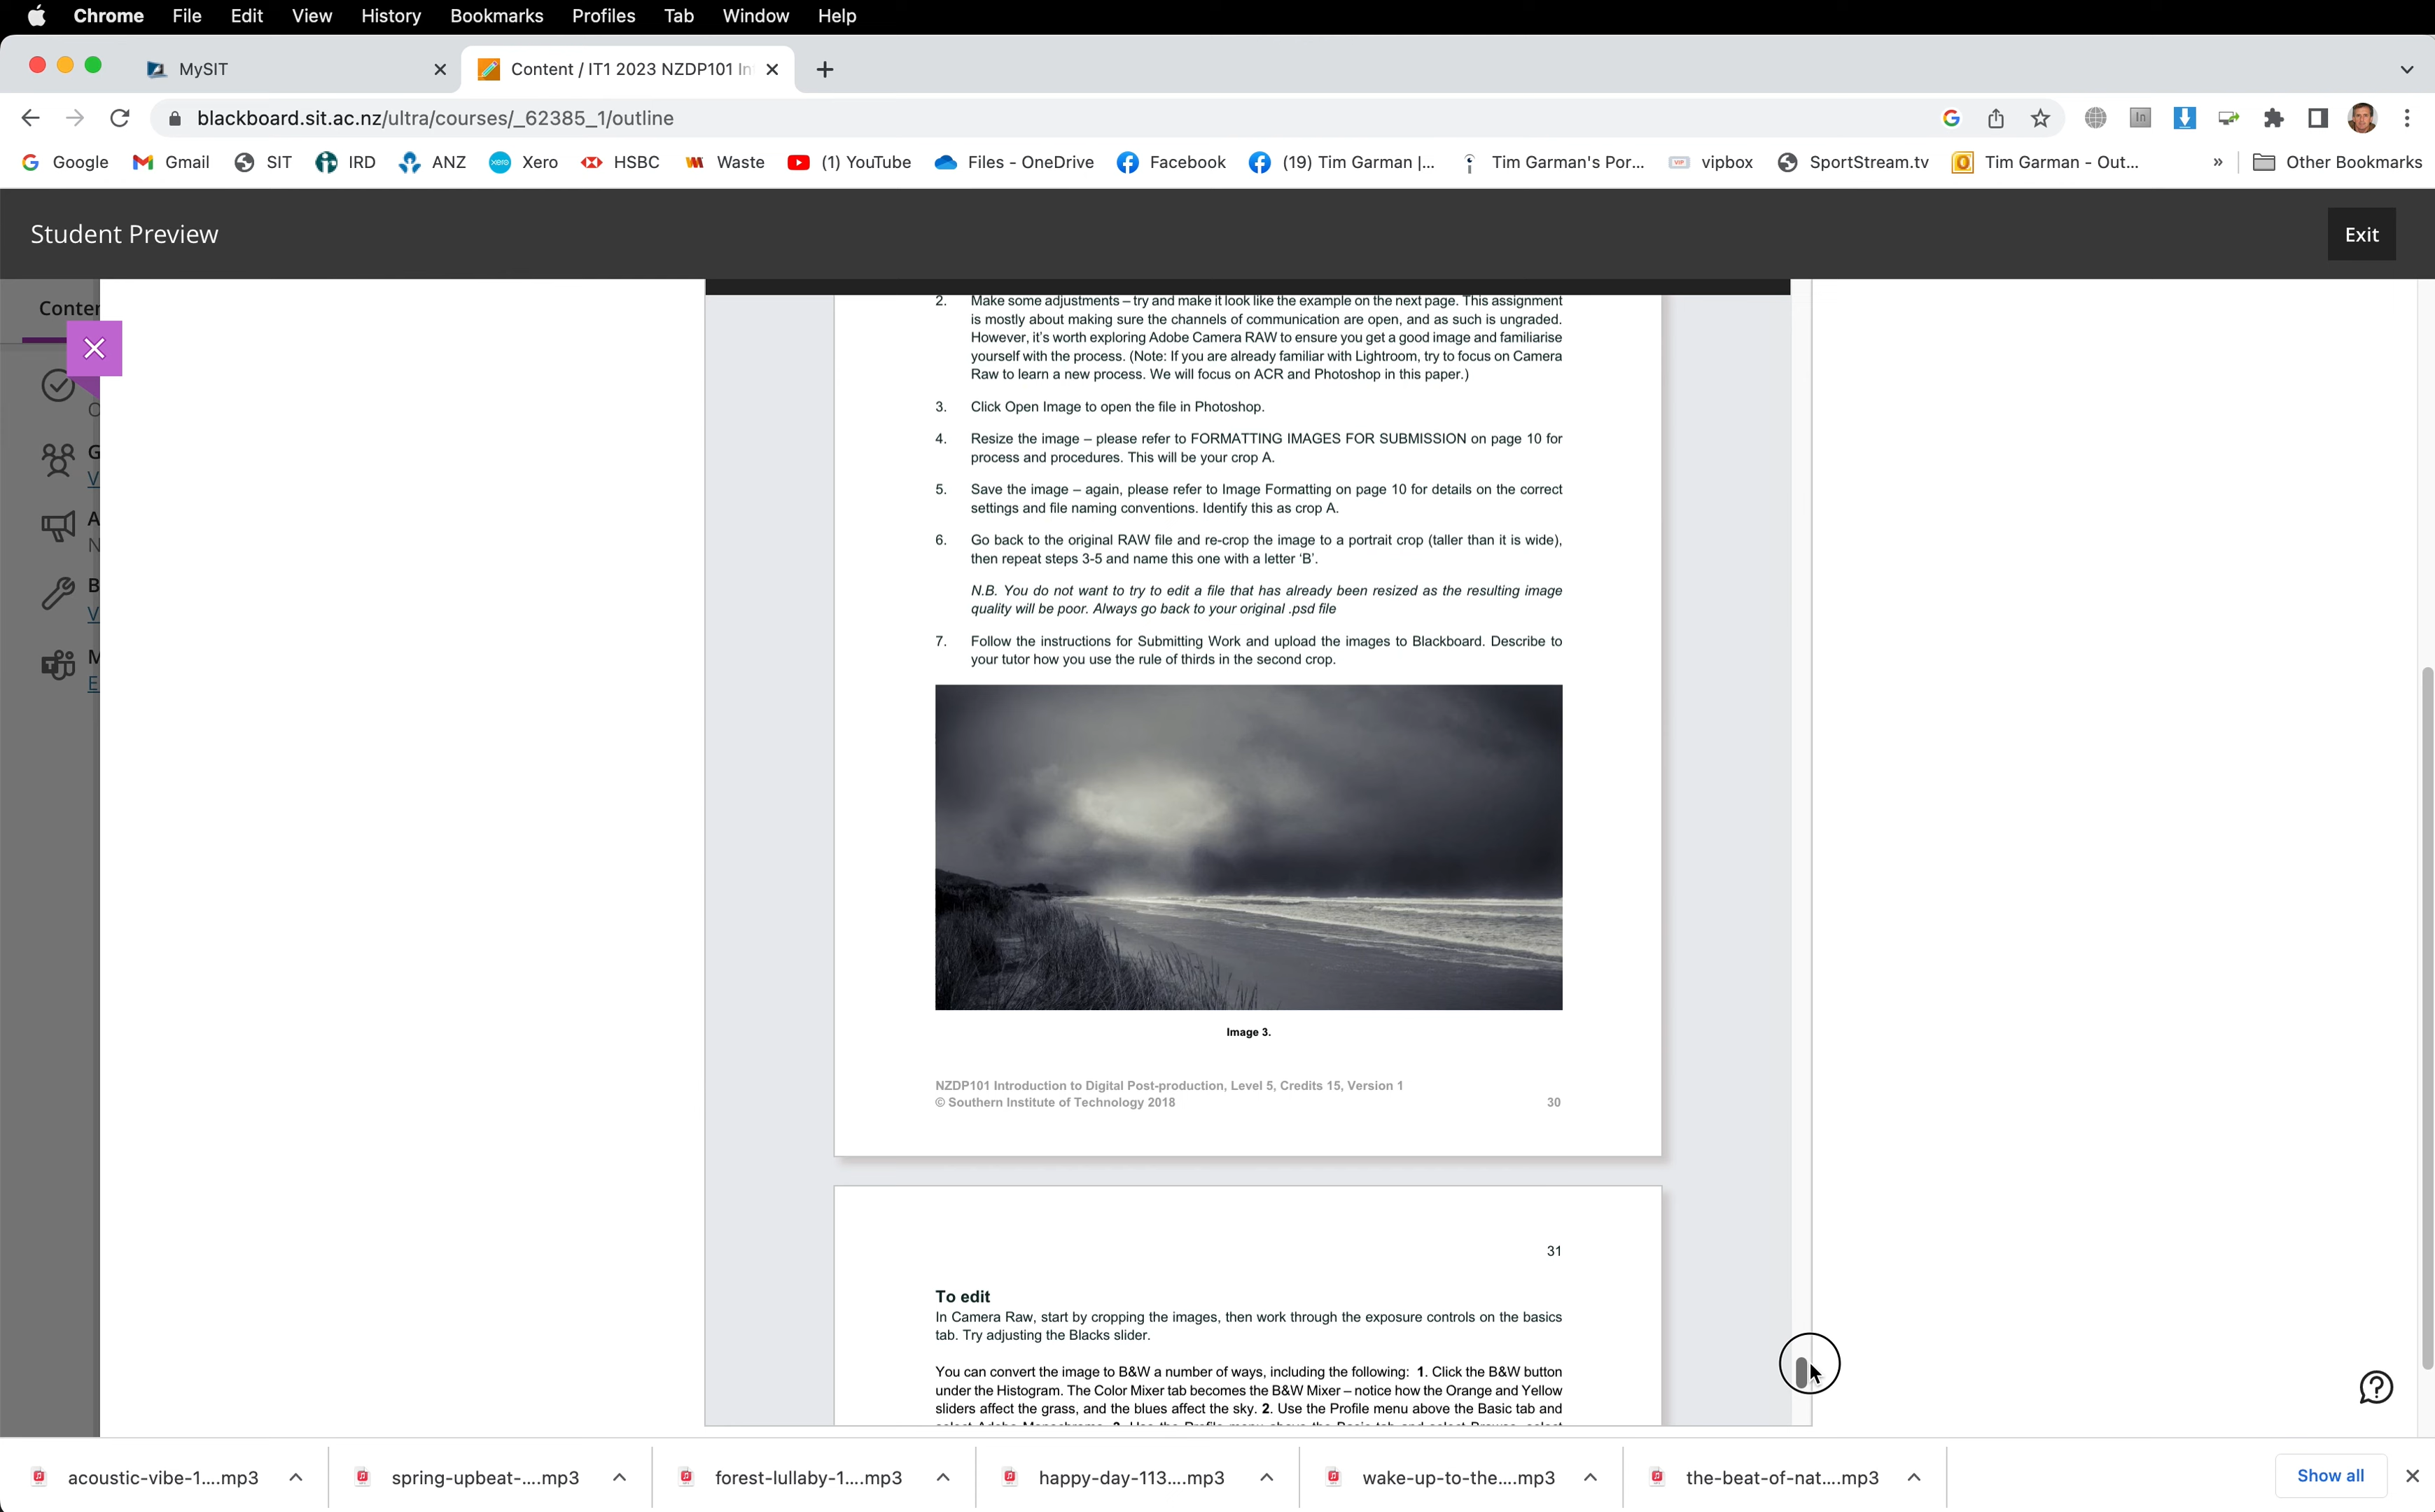 Chrome File Edit View History Bookmarks Profiles Tab Window Help
MySIT
Content / IT1 2023 NZDP101 In
blackboard.sit.ac.nz/ultra/courses/_62385_1/outline
Google Gmail SIT IRD ANZ Xero HSBC Waste (1) YouTube Files - OneDrive Facebook (19) Tim Garman |... Tim Garman's Por... vipbox SportStream.tv Tim Garman - Out... » Other Bookmarks
Student Preview
Exit
Conter
2. Make some adjustments – try and make it look like the example on the next page. This assignment
is mostly about making sure the channels of communication are open, and as such is ungraded.
However, it's worth exploring Adobe Camera RAW to ensure you get a good image and familiarise
yourself with the process. (Note: If you are already familiar with Lightroom, try to focus on Camera
Raw to learn a new process. We will focus on ACR and Photoshop in this paper.)
3. Click Open Image to open the file in Photoshop.
4. Resize the image – please refer to FORMATTING IMAGES FOR SUBMISSION on page 10 for
process and procedures. This will be your crop A.
5. Save the image – again, please refer to Image Formatting on page 10 for details on the correct
settings and file naming conventions. Identify this as crop A.
6. Go back to the original RAW file and re-crop the image to a portrait crop (taller than it is wide),
then repeat steps 3-5 and name this one with a letter 'B'.
N.B. You do not want to try to edit a file that has already been resized as the resulting image
quality will be poor. Always go back to your original .psd file
7. Follow the instructions for Submitting Work and upload the images to Blackboard. Describe to
your tutor how you use the rule of thirds in the second crop.
Image 3.
NZDP101 Introduction to Digital Post-production, Level 5, Credits 15, Version 1
© Southern Institute of Technology 2018 30
31
To edit
In Camera Raw, start by cropping the images, then work through the exposure controls on the basics
tab. Try adjusting the Blacks slider.
You can convert the image to B&W a number of ways, including the following: 1. Click the B&W button
under the Histogram. The Color Mixer tab becomes the B&W Mixer – notice how the Orange and Yellow
sliders affect the grass, and the blues affect the sky. 2. Use the Profile menu above the Basic tab and
acoustic-vibe-1....mp3
spring-upbeat-....mp3
forest-lullaby-1....mp3
happy-day-113....mp3
wake-up-to-the....mp3
the-beat-of-nat....mp3
Show all